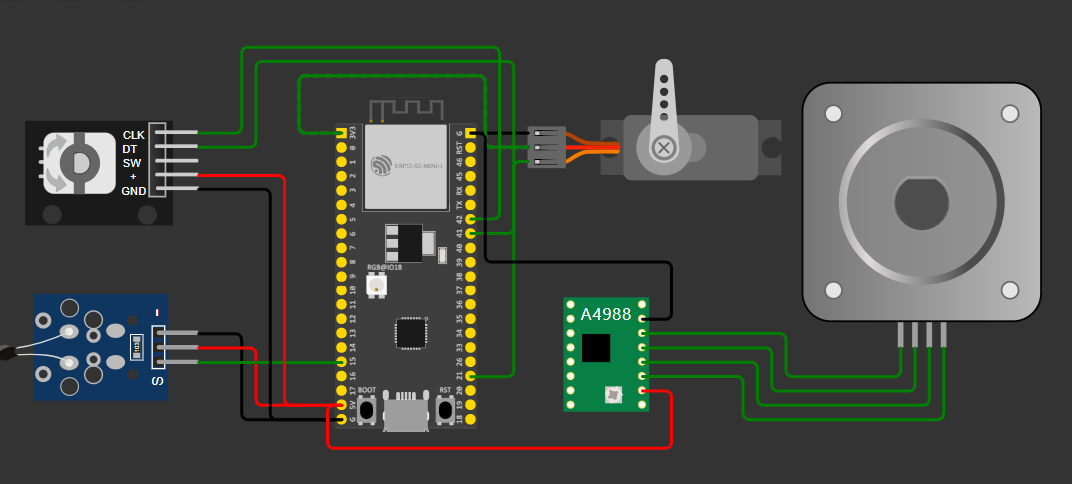 CLK
DT
SW
+
GND
-
S
103
ESP32-S2-MINI-1
RGB@IO18
BOOT
RST
3V3
0
1
2
3
4
5
6
7
8
9
10
11
12
13
14
15
16
17
5V
G
G
RST
46
45
RX
TX
42
41
40
39
38
37
36
35
34
33
26
21
20
19
18
A4988